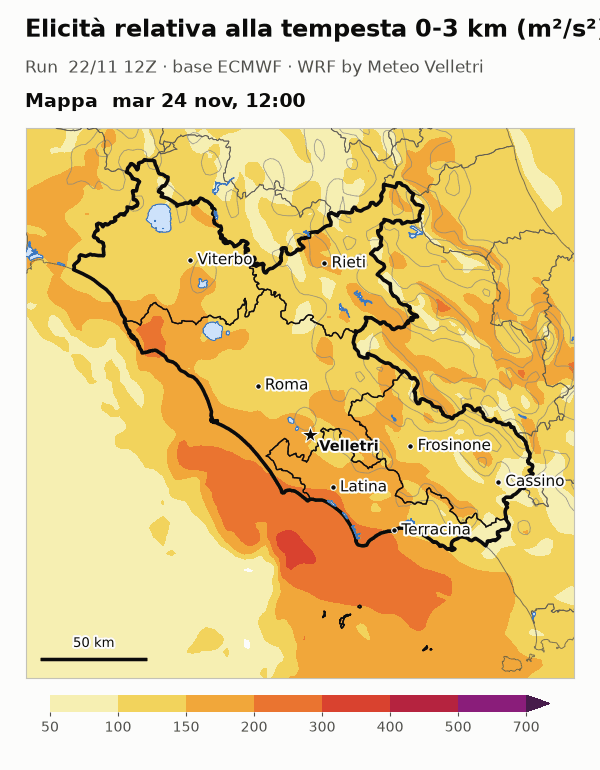 Elicità relativa alla tempesta 0-3 km (m²/s²)
Run 22/11 12Z · base ECMWF · WRF by Meteo Velletri
Mappa mar 24 nov, 12:00
Viterbo
Rieti
Roma
Velletri
Frosinone
Cassino
Latina
Terracina
50 km
50 100 150 200 300 400 500 700